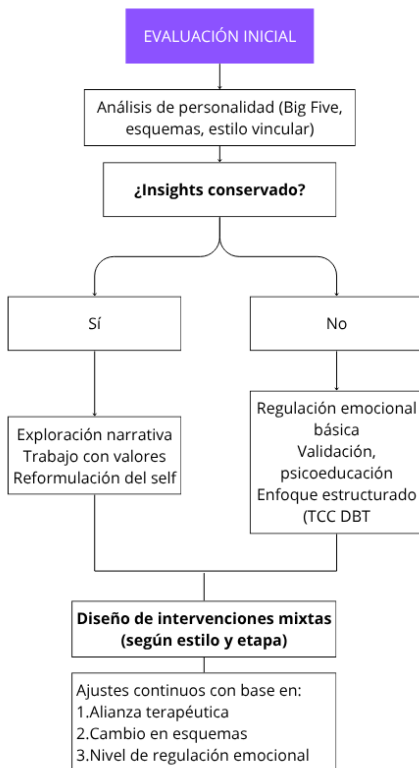 EVALUACIÓN INICIAL
Análisis de personalidad (Big Five,
esquemas, estilo vincular)
¿Insights conservado?
Sí
No
Exploración narrativa
Trabajo con valores
Reformulación del self
Regulación emocional
básica
Validación,
psicoeducación
Enfoque estructurado
(TCC DBT
Diseño de intervenciones mixtas
(según estilo y etapa)
Ajustes continuos con base en:
1.Alianza terapéutica
2.Cambio en esquemas
3.Nivel de regulación emocional